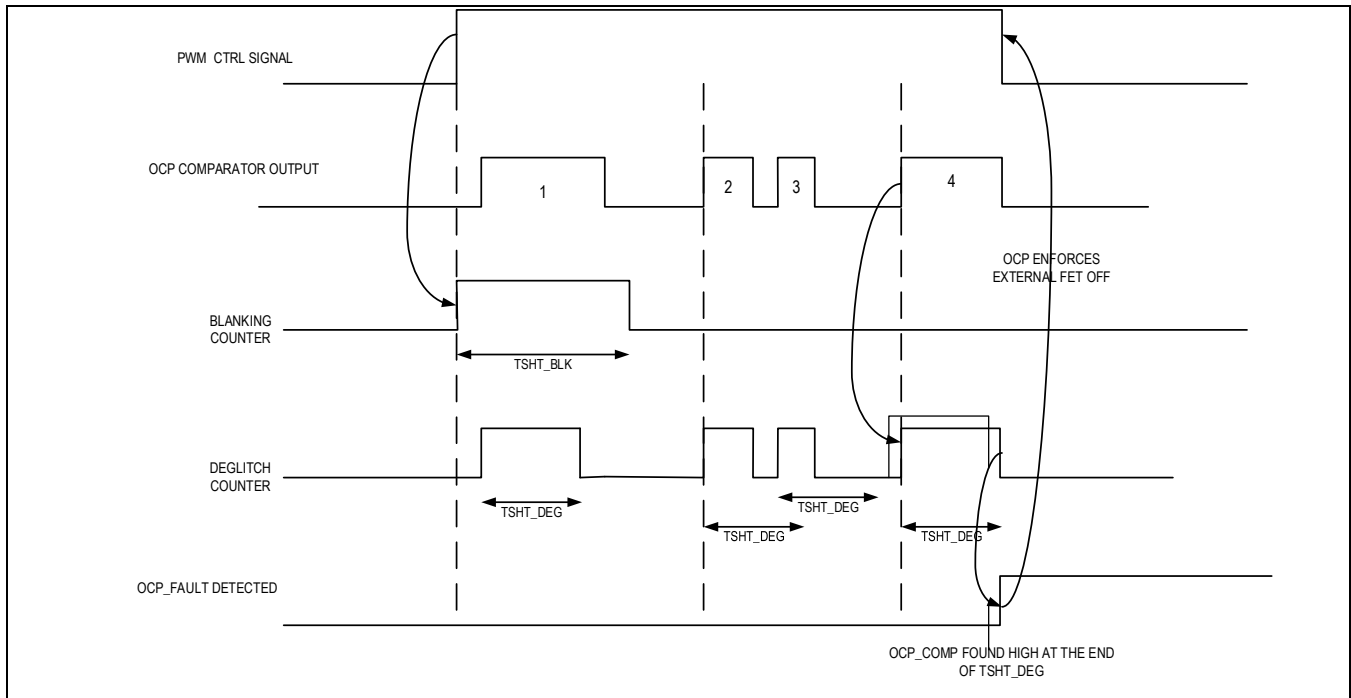 PWM CTRL SIGNAL
OCP COMPARATOR OUTPUT
1
2
3
4
OCP ENFORCES
EXTERNAL FET OFF
BLANKING
COUNTER
TSHT_BLK
DEGLITCH
COUNTER
TSHT_DEG
TSHT_DEG
TSHT_DEG
TSHT_DEG
OCP_FAULT DETECTED
OCP_COMP FOUND HIGH AT THE END
OF TSHT_DEG